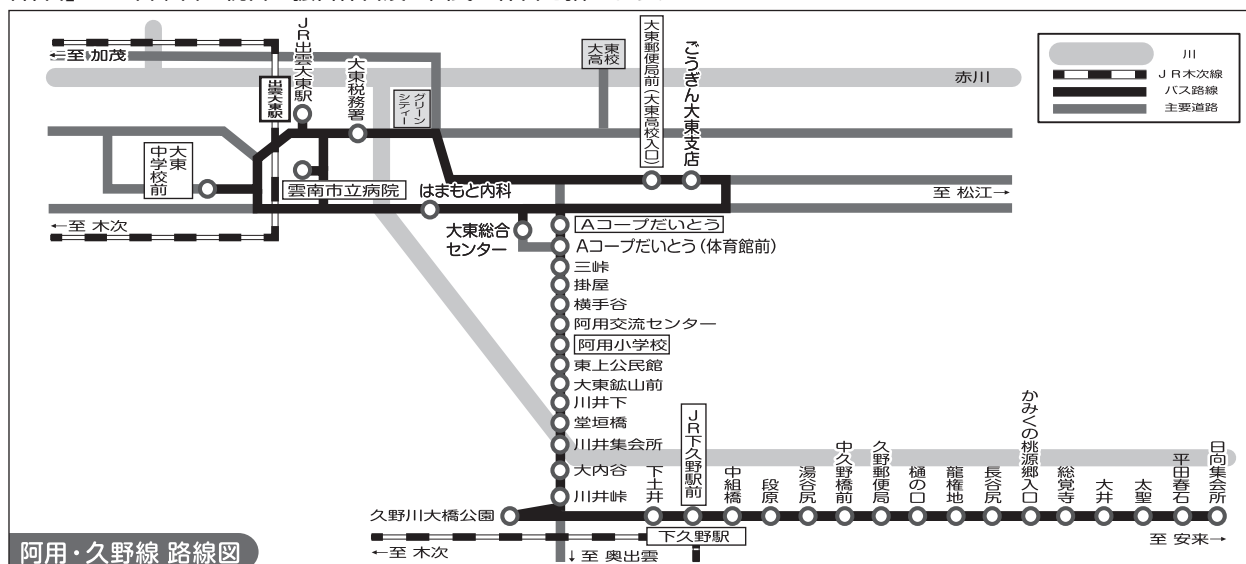 ←至 加茂
JR出雲大東駅
出雲大東駅
大東税務署
グリーンシティー
大東高校
大東郵便局前(大東高校入口)
ごうぎん大東支店
赤川
川
JR木次線
バス路線
主要道路
大東中学校前
雲南市立病院
はまもと内科
至 松江→
←至 木次
大東総合センター
Aコープだいとう
Aコープだいとう(体育館前)
三峠
掛屋
横手谷
阿用交流センター
阿用小学校
東上公民館
大東鉱山前
川井下
堂垣橋
川井集会所
大内谷
川井峠
久野川大橋公園
下土井
JR下久野駅前
中組橋
段原
湯谷尻
中久野橋前
久野郵便局
樋の口
龍権地
長谷尻
かみくの桃源郷入口
総覚寺
大井
太聖
平田春石
日向集会所
下久野駅
←至 木次
↓至 奥出雲
至 安来→
阿用・久野線 路線図